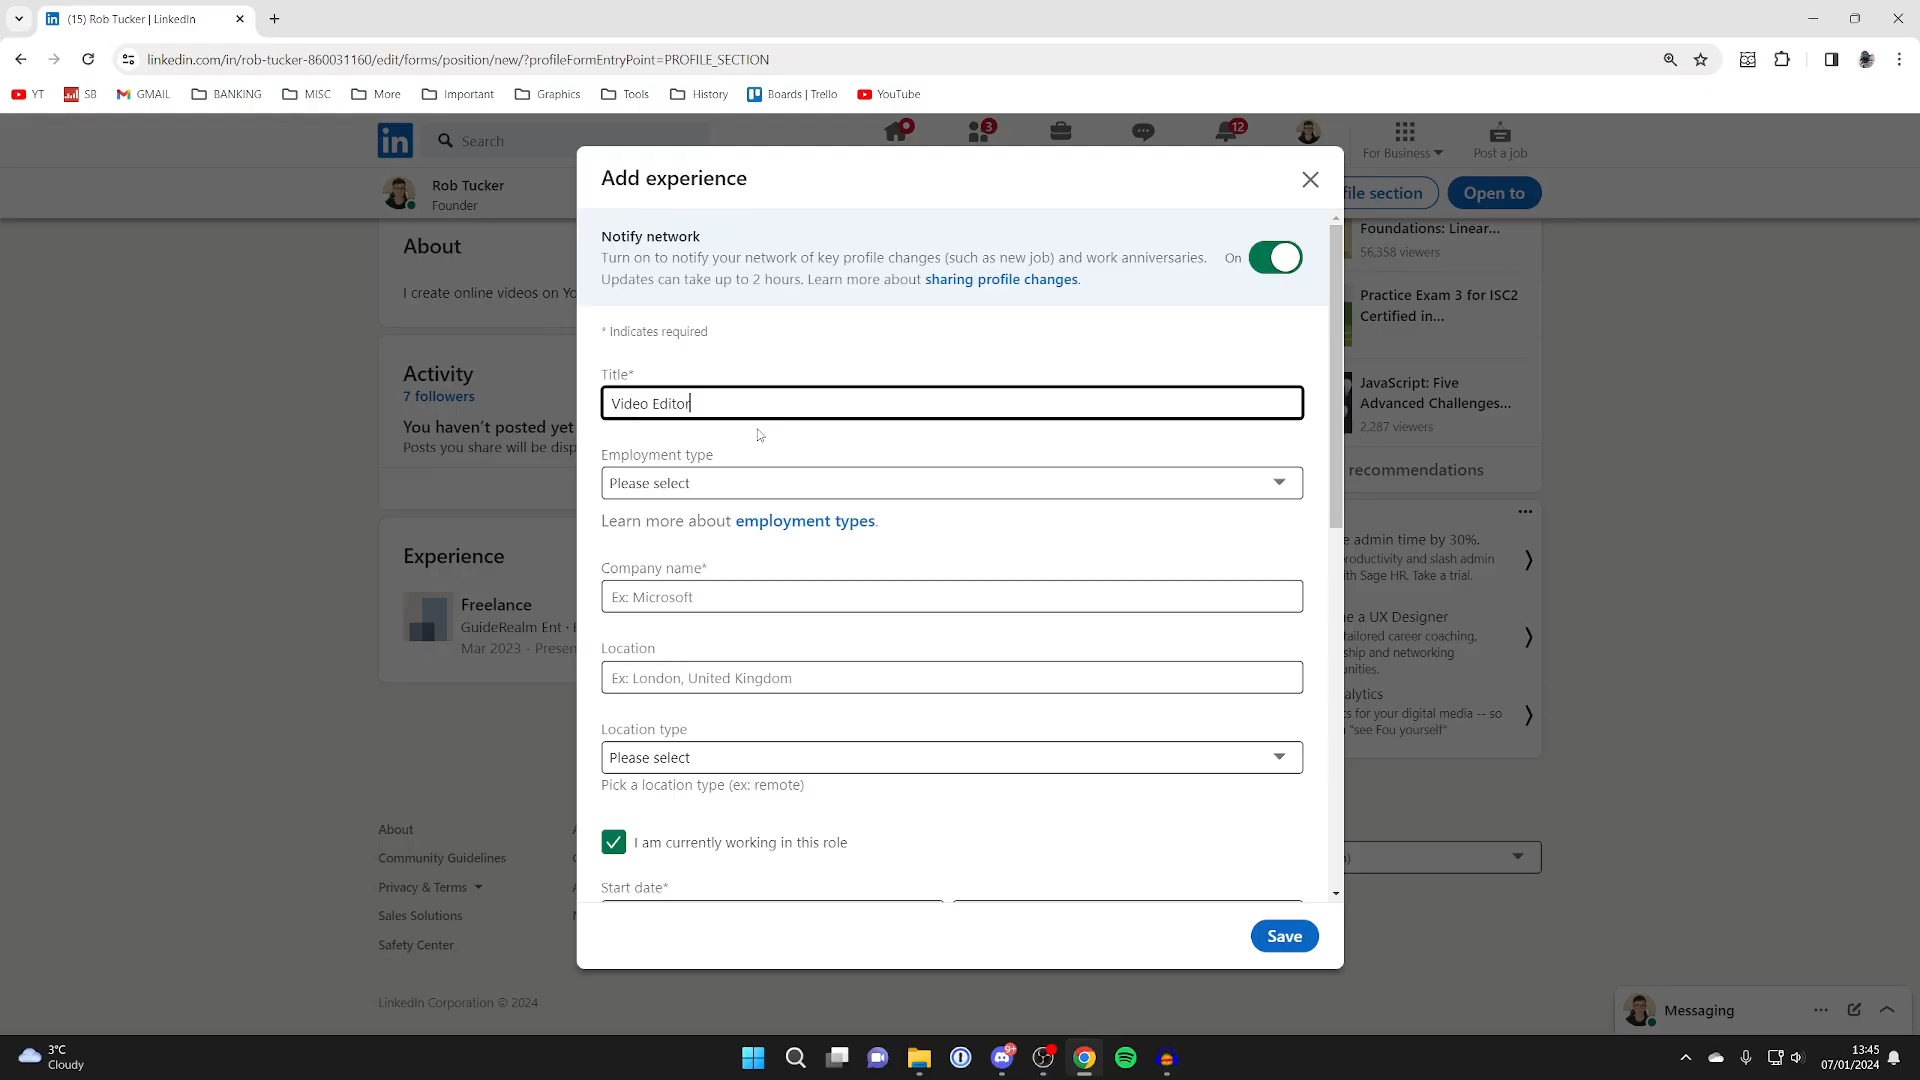 (15) Rob Tucker | LinkedIn
linkedin.com/in/rob-tucker-860031160/edit/forms/position/new/?profileFormEntryPoint=PROFILE_SECTION
YT SB GMAIL BANKING MISC More Important Graphics Tools History Boards | Trello YouTube
in Search 3 12 For Business Post a job
Rob Tucker
Founder
file section Open to
Add experience
Notify network
Turn on to notify your network of key profile changes (such as new job) and work anniversaries.
Updates can take up to 2 hours. Learn more about sharing profile changes.
On
* Indicates required
Title*
Video Editor
Employment type
Please select
Learn more about employment types.
Company name*
Ex: Microsoft
Location
Ex: London, United Kingdom
Location type
Please select
Pick a location type (ex: remote)
I am currently working in this role
Start date*
Save
About
I create online videos on Yo
Activity
7 followers
You haven't posted yet
Posts you share will be disp
Experience
Freelance
GuideRealm Ent ·
Mar 2023 - Presen
Foundations: Linear...
56,358 viewers
Practice Exam 3 for ISC2
Certified in...
JavaScript: Five
Advanced Challenges...
2,287 viewers
recommendations
e admin time by 30%.
roductivity and slash admin
th Sage HR. Take a trial.
e a UX Designer
tailored career coaching,
ship and networking
unities.
alytics
s for your digital media -- so
"see Fou yourself"
About
Community Guidelines
Privacy & Terms
Sales Solutions
Safety Center
LinkedIn Corporation © 2024
Messaging
3°C
Cloudy
9+
13:45
07/01/2024